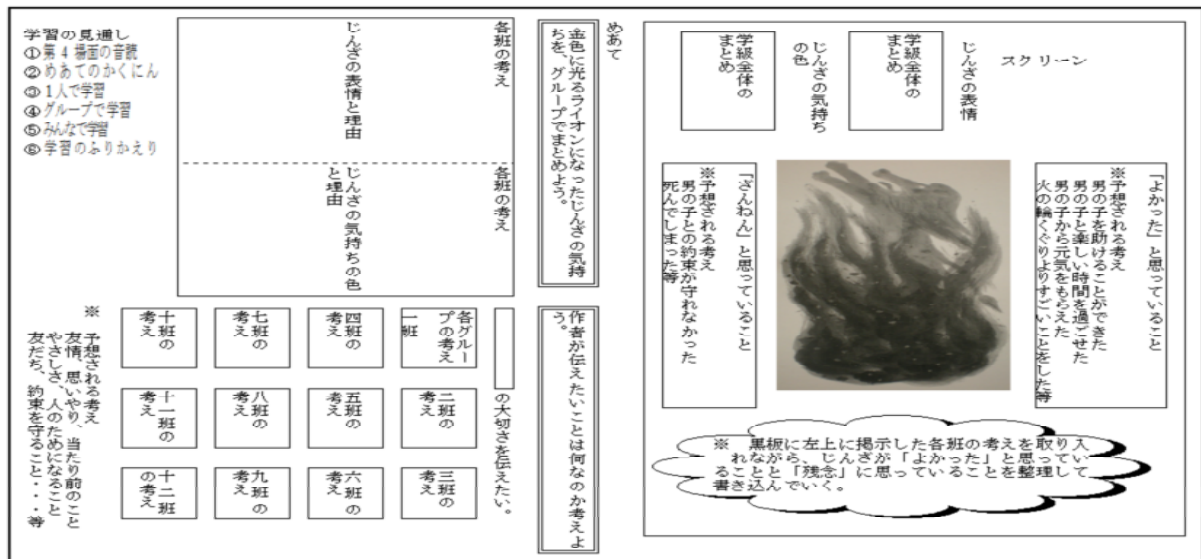 スクリーン
じんざの表情
学級全体の
まとめ
じんざの気持ち
の色
学級全体の
まとめ
「よかった」と思っていること
※予想される考え
男の子を助けることができた
男の子と楽しい時間を過ごせた
男の子から元気をもらえた
火の輪くぐりよりすごいことをした等
「ざんねん」と思っていること
※予想される考え
男の子との約束が守れなかった
死んでしまった等
※　黒板に左上に掲示した各班の考えを取り入
れながら、じんざが「よかった」と思ってい
ることと「残念」に思っていることを整理して
書き込んでいく。
めあて
金色に光るライオンになったじんざの気持
ちを、グループでまとめよう。
作者が伝えたいことは何なのか考えよ
う。
各班の考え
じんざの表情と理由
各班の考え
じんざの気持ちの色
と理由
学習の見通し
①第４場面の音読
②めあてのかくにん
③１人で学習
④グループで学習
⑤みんなで学習
⑥学習のふりかえり
の大切さを伝えたい。
各グルー
プの考え
一班
二班の
考え
三班の
考え
四班の
考え
五班の
考え
六班の
考え
七班の
考え
八班の
考え
九班の
考え
十班の
考え
十一班の
考え
十二班
の考え
※　予想される考え
友情、思いやり、当たり前のこと
やさしさ、人のためになること
友だち、約束を守ること・・・等